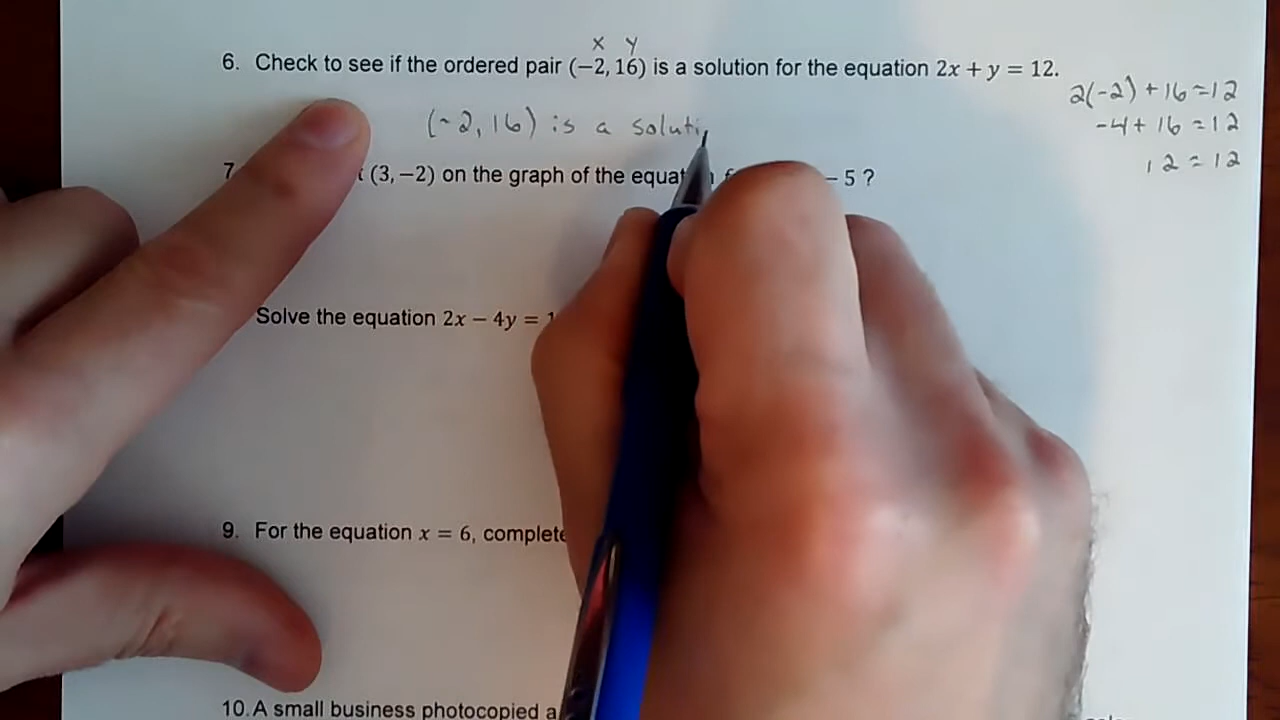 x y
6. Check to see if the ordered pair (−2, 16) is a solution for the equation 2x + y = 12.
2(-2) + 16 = 12
(-2, 16) is a soluti
-4 + 16 = 12
12 = 12
7. (3, −2) on the graph of the − 5 ?
Solve the equation 2x − 4y =
9. For the equation x = 6,
10. A small business photocopied